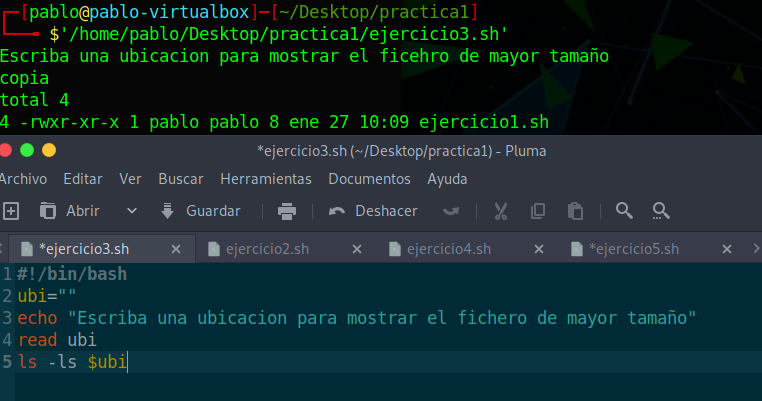 [pablo@pablo-virtualbox]─[~/Desktop/practica1]
$'/home/pablo/Desktop/practica1/ejercicio3.sh'
Escriba una ubicacion para mostrar el ficehro de mayor tamaño
copia
total 4
4 -rwxr-xr-x 1 pablo pablo 8 ene 27 10:09 ejercicio1.sh
*ejercicio3.sh (~/Desktop/practica1) - Pluma
Archivo Editar Ver Buscar Herramientas Documentos Ayuda
Abrir Guardar Deshacer
*ejercicio3.sh ejercicio2.sh ejercicio4.sh *ejercicio5.sh
1 #!/bin/bash
2 ubi=""
3 echo "Escriba una ubicacion para mostrar el fichero de mayor tamaño"
4 read ubi
5 ls -ls $ubi